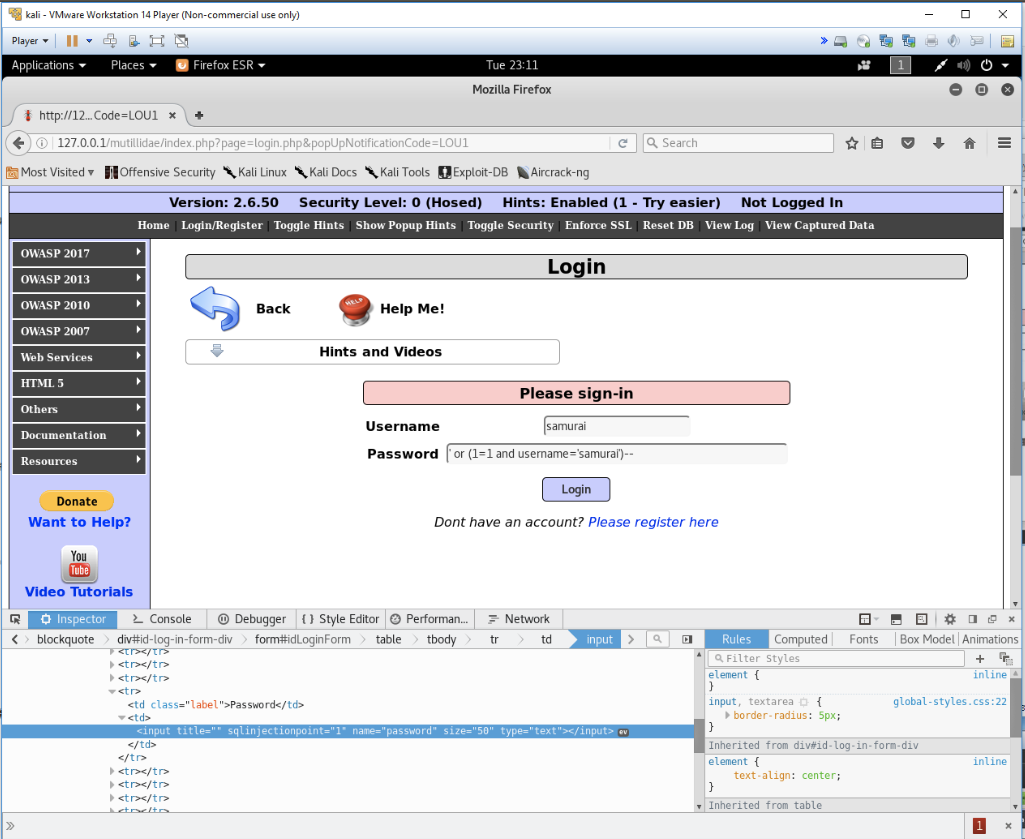 kali - VMware Workstation 14 Player (Non-commercial use only)
Player
Applications Places Firefox ESR Tue 23:11 1
Mozilla Firefox
http://12...Code=LOU1
127.0.0.1/mutillidae/index.php?page=login.php&popUpNotificationCode=LOU1 Search
Most Visited Offensive Security Kali Linux Kali Docs Kali Tools Exploit-DB Aircrack-ng
Version: 2.6.50 Security Level: 0 (Hosed) Hints: Enabled (1 - Try easier) Not Logged In
Home | Login/Register | Toggle Hints | Show Popup Hints | Toggle Security | Enforce SSL | Reset DB | View Log | View Captured Data
OWASP 2017
OWASP 2013
OWASP 2010
OWASP 2007
Web Services
HTML 5
Others
Documentation
Resources
Donate
Want to Help?
You
Tube
Video Tutorials
Login
Back HELP Help Me!
Hints and Videos
Please sign-in
Username samurai
Password ' or (1=1 and username='samurai')--
Login
Dont have an account? Please register here
Inspector Console Debugger { } Style Editor Performan... Network
blockquote div#id-log-in-form-div form#idLoginForm table tbody tr td input
<tr></tr>
<tr></tr>
<tr></tr>
<tr>
<td class="label">Password</td>
<td>
<input title="" sqlinjectionpoint="1" name="password" size="50" type="text"></input> ev
</td>
</tr>
<tr></tr>
<tr></tr>
<tr></tr>
<tr></tr>
Rules Computed Fonts Box Model Animations
Filter Styles
element { inline
}
input, textarea { global-styles.css:22
border-radius: 5px;
}
Inherited from div#id-log-in-form-div
element { inline
text-align: center;
}
Inherited from table
1